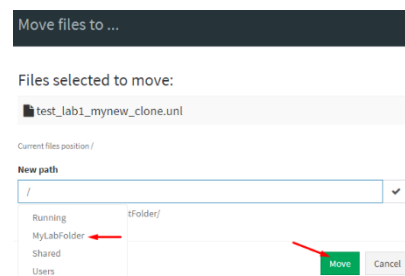 Move files to ...
Files selected to move:
test_lab1_mynew_clone.unl
Current files position /
New path
/
Running
tFolder/
MyLabFolder
Shared
Users
Move
Cancel